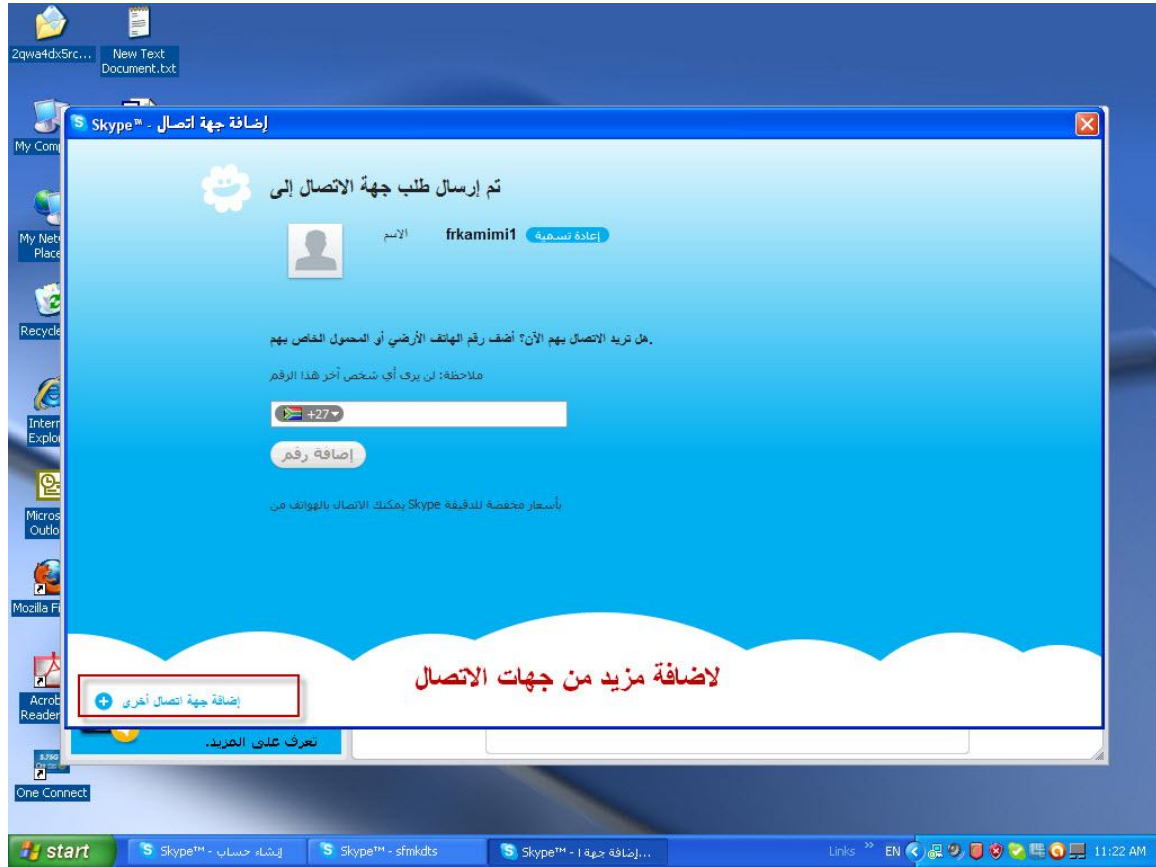 2qwa4dx5rc...
New Text
Document.txt
إضافة جهة اتصال - Skype™
My Com
تم إرسال طلب جهة الاتصال إلى
الاسم frkamimi1 إعادة تسمية
My Net
Place
هل تريد الاتصال بهم الآن؟ أضف رقم الهاتف الأرضي أو المحمول الخاص بهم.
Recycle
ملاحظة: لن يرى أي شخص آخر هذا الرقم
+27
Intern
Explo
إضافة رقم
بأسعار مخفضة للدقيقة Skype يمكنك الاتصال بالهواتف من
Micros
Outlo
Mozilla Fi
لاضافة مزيد من جهات الاتصال
إضافة جهة اتصال أخرى
Acrob
Reader
تعرف على المزيد.
One Connect
start
Skype™ - إنشاء حساب
Skype™ - sfmkdts
Skype™ - إضافة جهة ا...
Links »
EN
11:22 AM